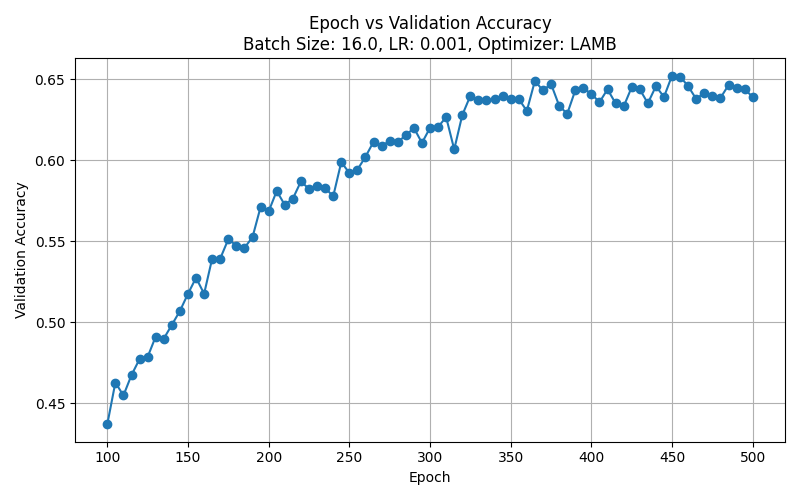 Epoch vs Validation Accuracy
Batch Size: 16.0, LR: 0.001, Optimizer: LAMB
Validation Accuracy
0.65
0.60
0.55
0.50
0.45
100 150 200 250 300 350 400 450 500
Epoch